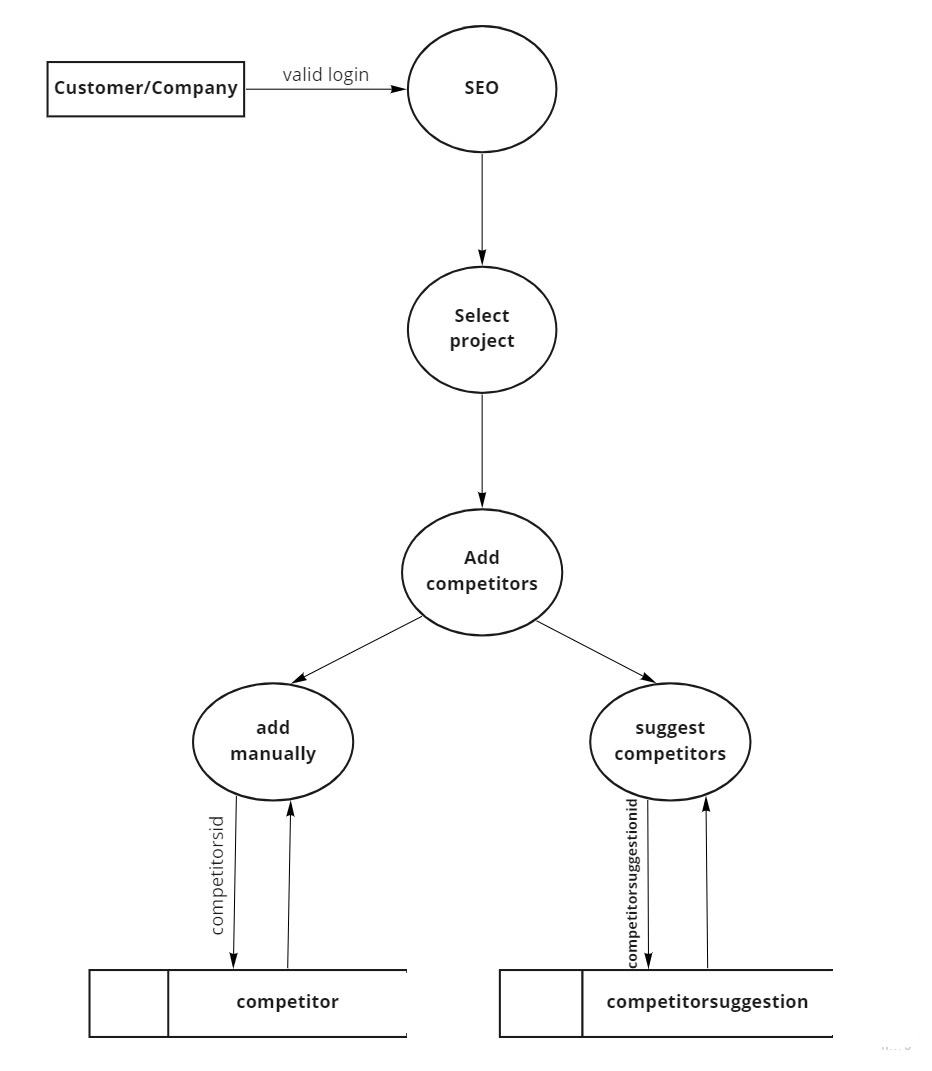 Customer/Company
valid login
SEO
Select
project
Add
competitors
add
manually
suggest
competitors
competitorsid
competitorsuggestionid
competitor
competitorsuggestion